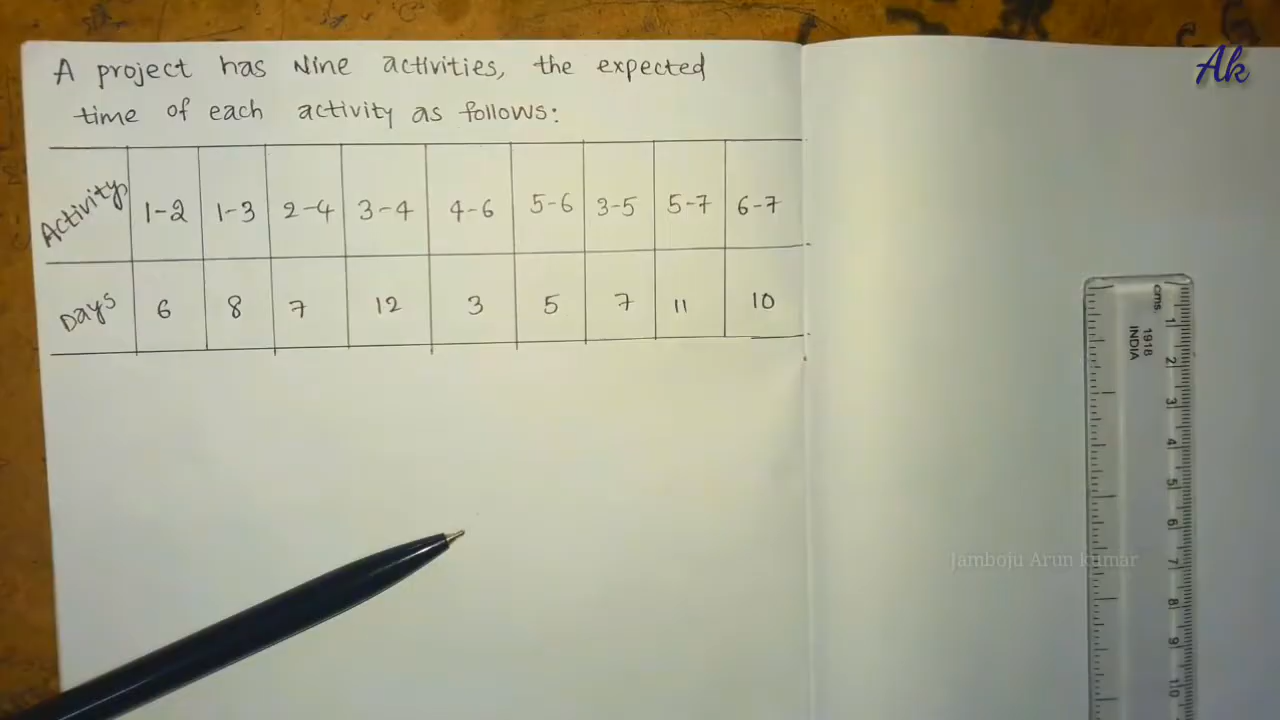 A project has Nine activities, the expected
time of each activity as follows:
Activity 1-2 1-3 2-4 3-4 4-6 5-6 3-5 5-7 6-7
Days 6 8 7 12 3 5 7 11 10
Ak
cms.
1918
INDIA
1
2
3
4
5
6
7
8
9
10
Jamboju Arun kumar